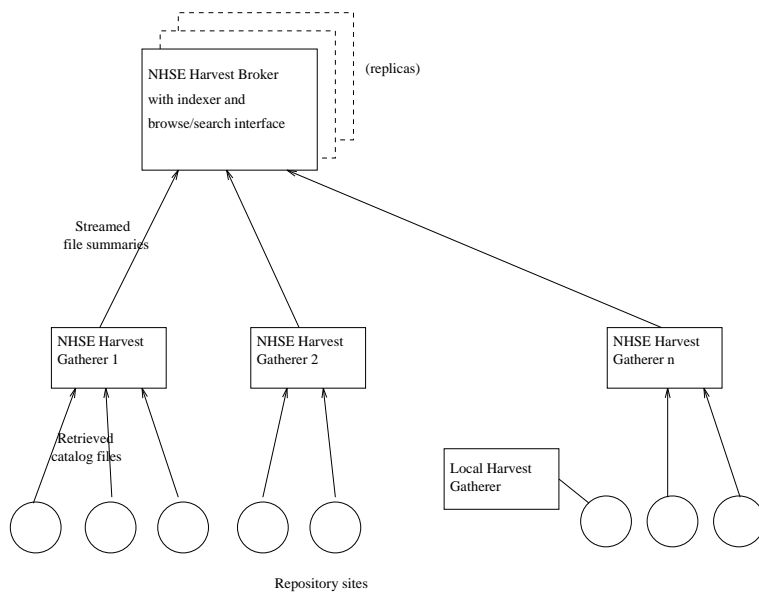 NHSE Harvest Broker
with indexer and
browse/search interface
(replicas)
Streamed
file summaries
NHSE Harvest
Gatherer 1
NHSE Harvest
Gatherer 2
NHSE Harvest
Gatherer n
Retrieved
catalog files
Local Harvest
Gatherer
Repository sites